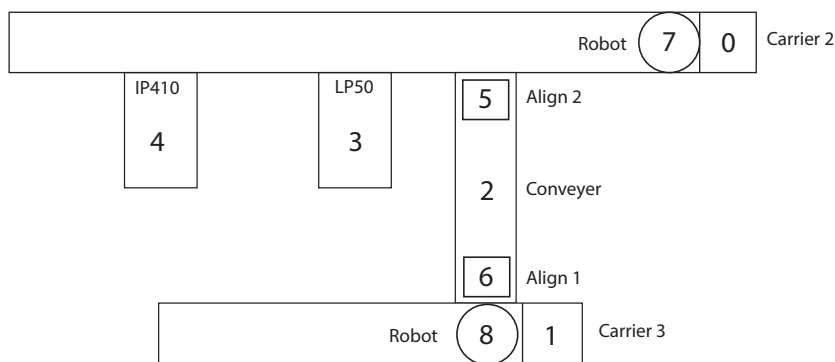 Robot 7 0 Carrier 2
IP410 LP50
5 Align 2
4 3
2 Conveyer
6 Align 1
Robot 8 1 Carrier 3